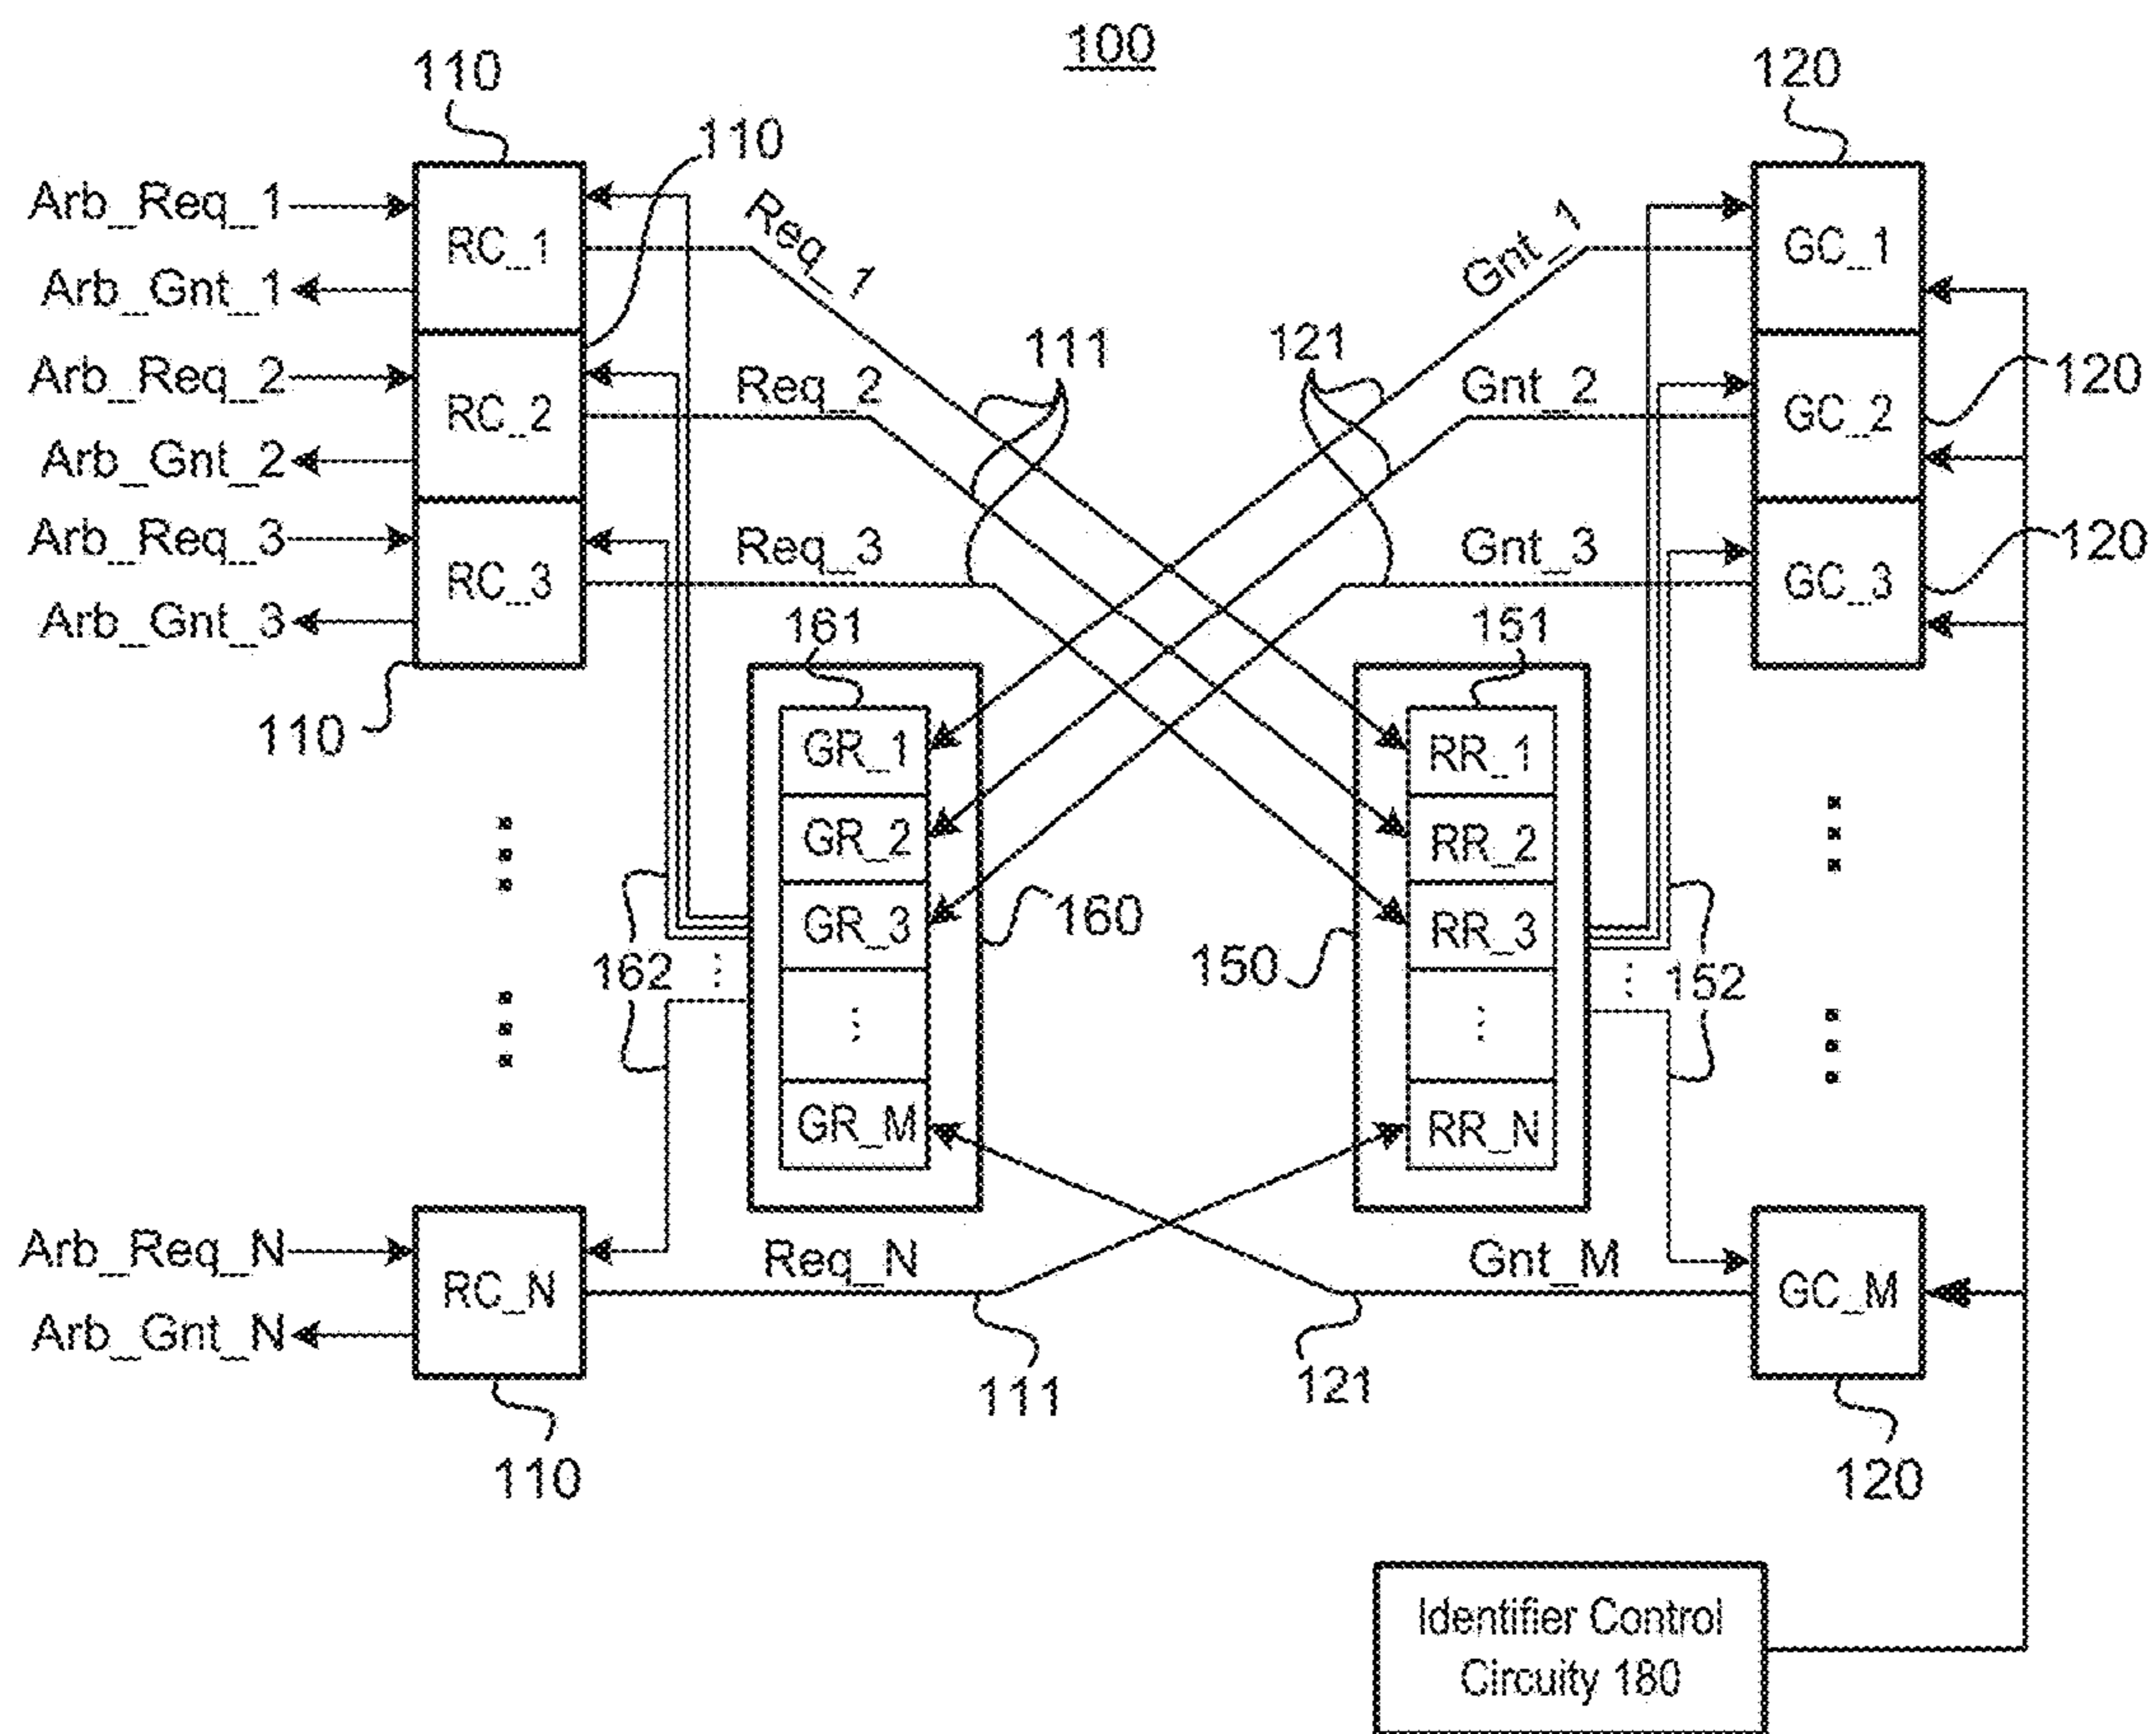 100
110
120
110
Arb_Req_1
RC_1
Req_1
Gnt_1
GC_1
Arb_Gnt_1
111
121
Arb_Req_2
RC_2
Req_2
Gnt_2
GC_2
120
Arb_Gnt_2
Arb_Req_3
RC_3
Req_3
Gnt_3
GC_3
120
Arb_Gnt_3
161
151
110
GR_1
RR_1
GR_2
RR_2
GR_3
160
RR_3
162
150
152
GR_M
RR_N
Arb_Req_N
RC_N
Req_N
Gnt_M
GC_M
Arb_Gnt_N
111
121
110
120
Identifier Control
Circuity 180